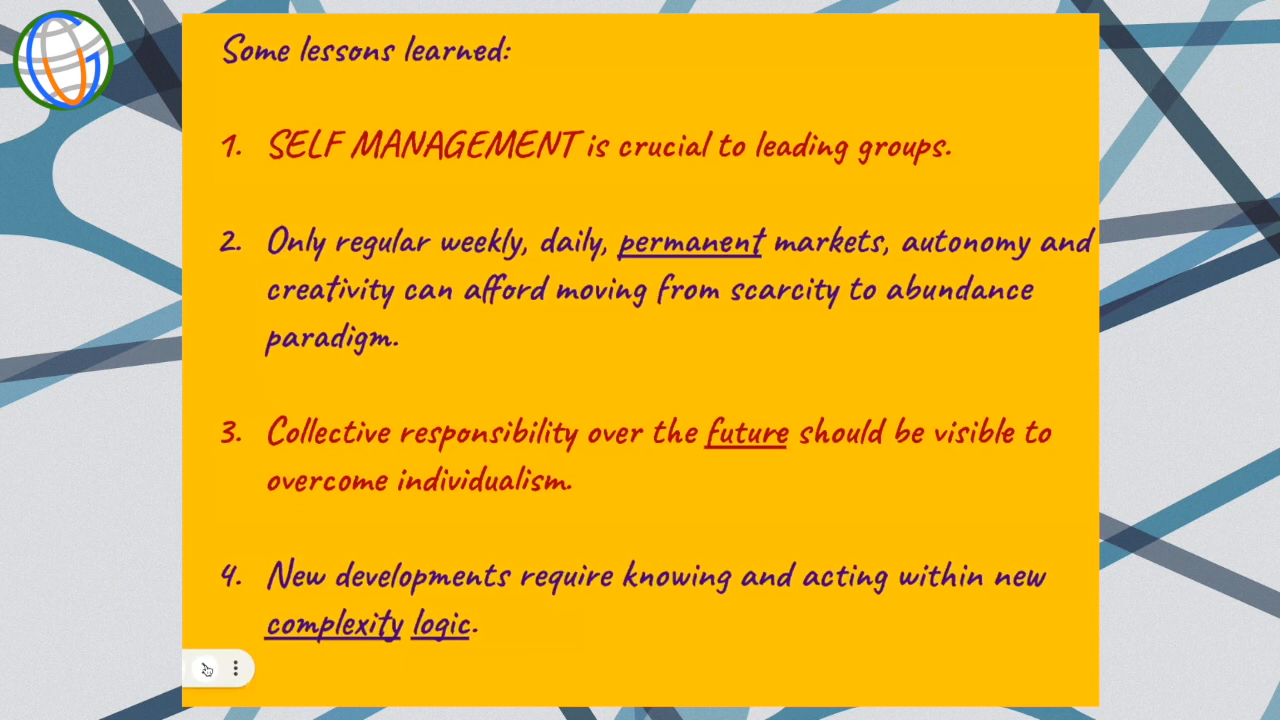 Some lessons learned:
1. SELF MANAGEMENT is crucial to leading groups.
2. Only regular weekly, daily, permanent markets, autonomy and
creativity can afford moving from scarcity to abundance
paradigm.
3. Collective responsibility over the future should be visible to
overcome individualism.
4. New developments require knowing and acting within new
complexity logic.